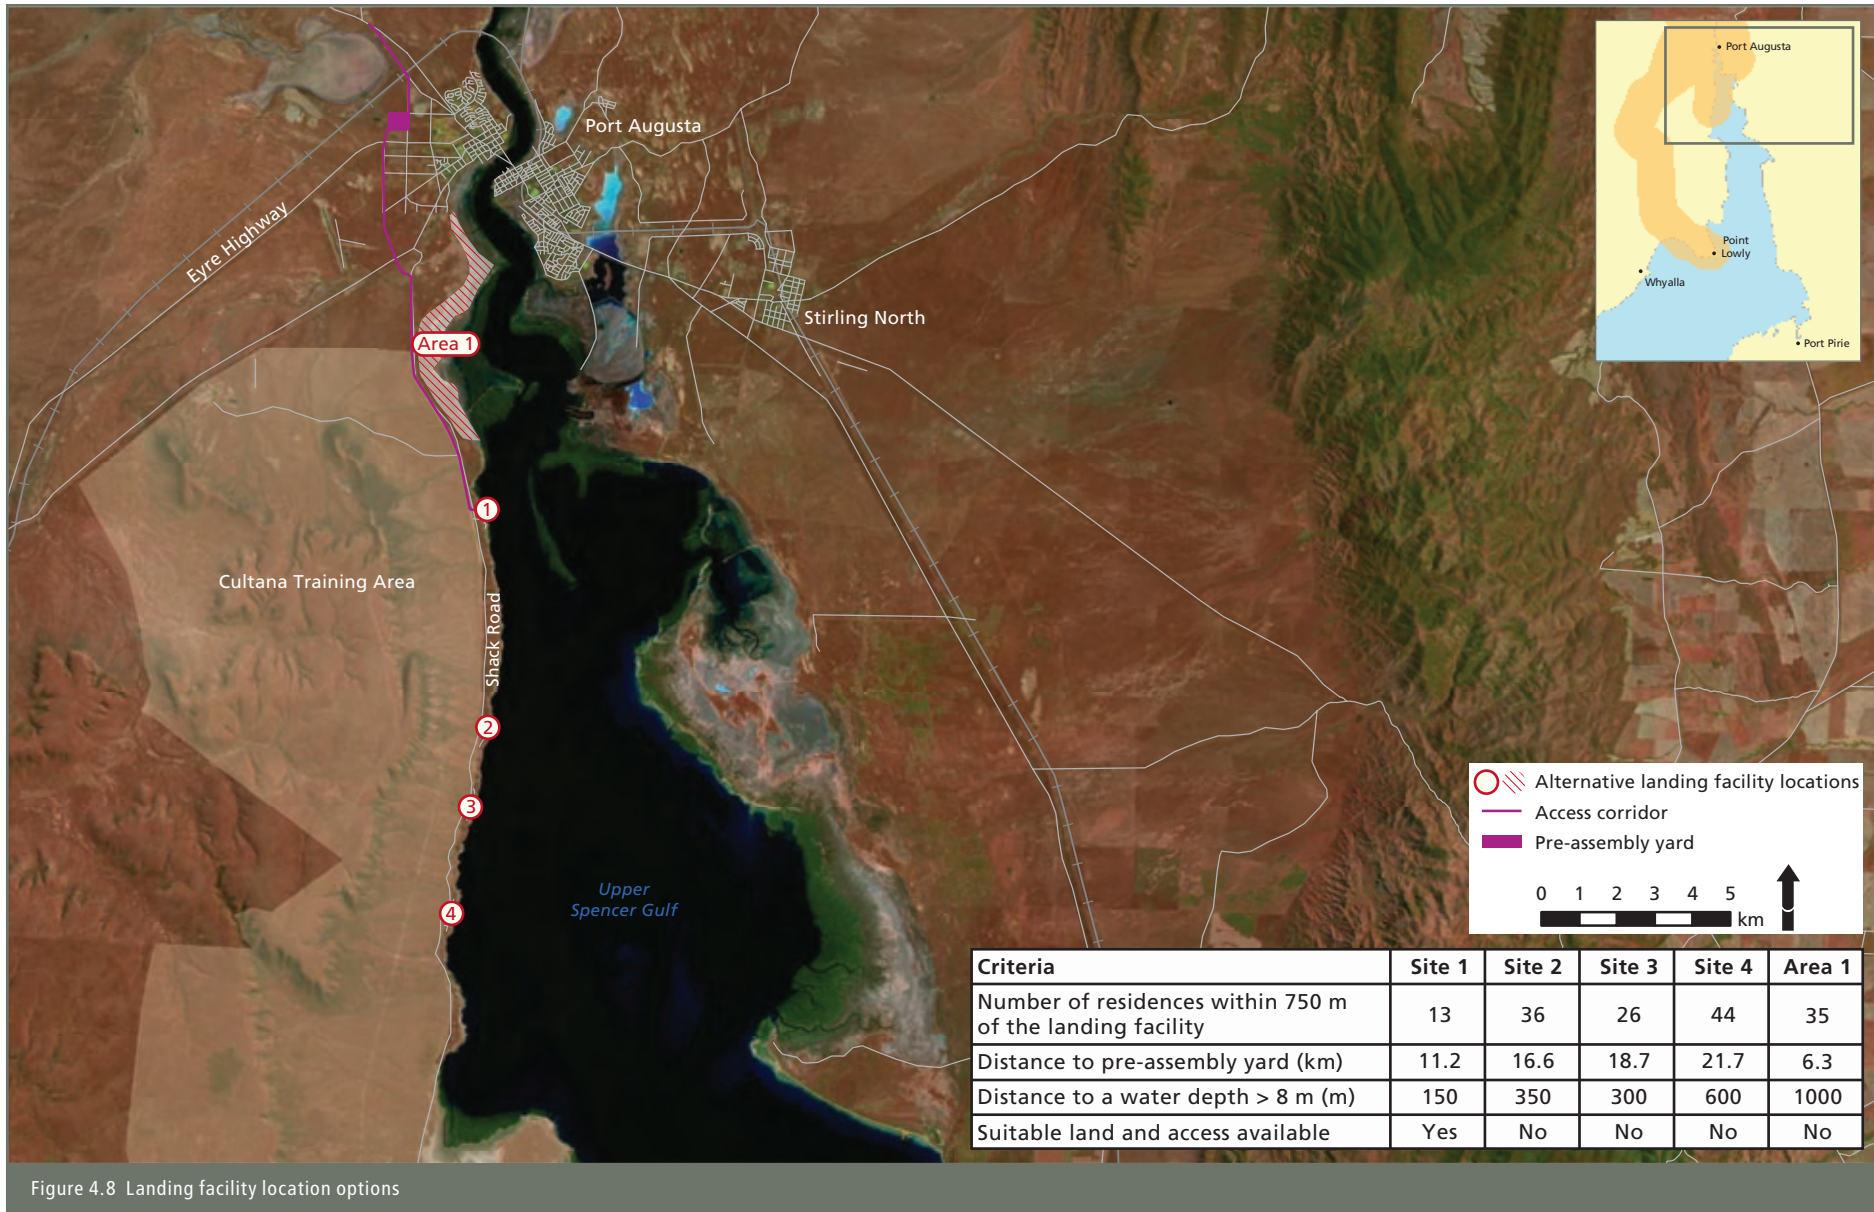 Port Augusta
Eyre Highway
Stirling North
Area 1
1
Cultana Training Area
Shack Road
2
3
4
Upper
Spencer Gulf
Port Augusta
Point
Lowly
Whyalla
Port Pirie
Alternative landing facility locations
Access corridor
Pre-assembly yard
0 1 2 3 4 5
km
Criteria Site 1 Site 2 Site 3 Site 4 Area 1
Number of residences within 750 m
of the landing facility 13 36 26 44 35
Distance to pre-assembly yard (km) 11.2 16.6 18.7 21.7 6.3
Distance to a water depth > 8 m (m) 150 350 300 600 1000
Suitable land and access available Yes No No No No
Figure 4.8 Landing facility location options